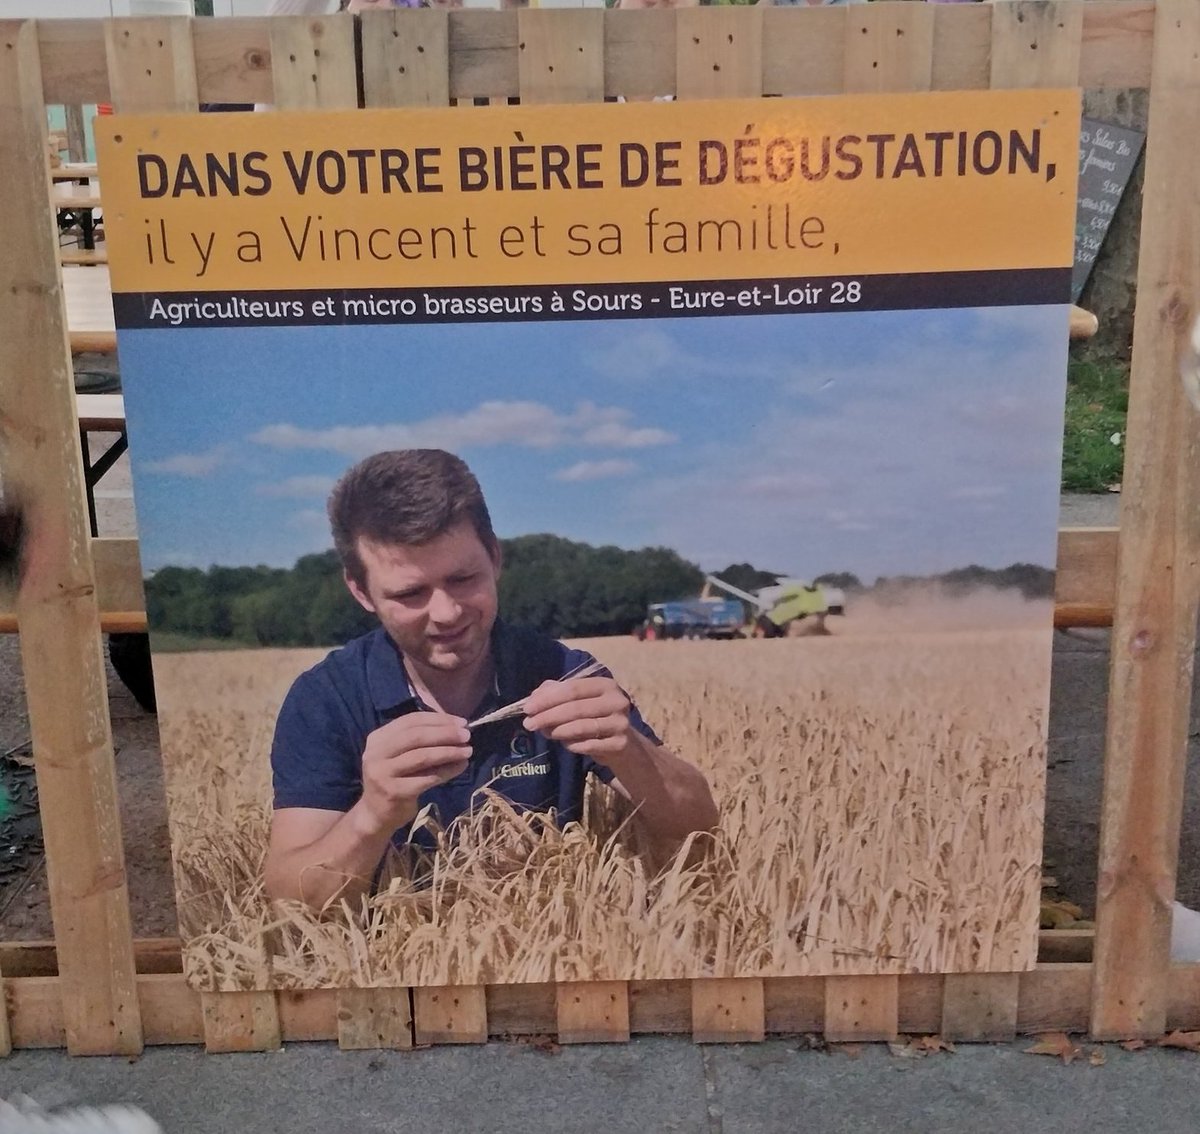 DANS VOTRE BIÈRE DE DÉGUSTATION,
il y a Vincent et sa famille,
Agriculteurs et micro brasseurs à Sours - Eure-et-Loir 28
L'Eurélien